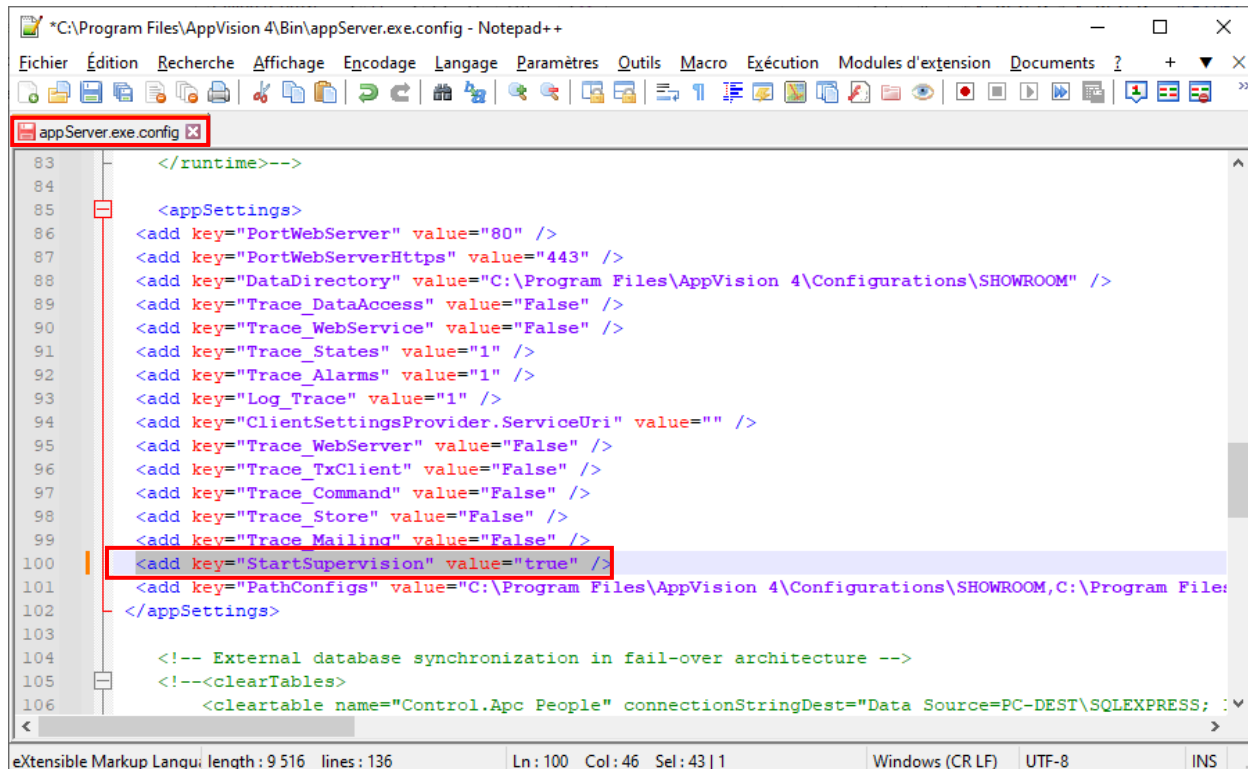 *C:\Program Files\AppVision 4\Bin\appServer.exe.config - Notepad++
Fichier Édition Recherche Affichage Encodage Langage Paramètres Outils Macro Exécution Modules d'extension Documents ? + ▼ X
appServer.exe.config
83 </runtime>-->
84
85 <appSettings>
86 <add key="PortWebServer" value="80" />
87 <add key="PortWebServerHttps" value="443" />
88 <add key="DataDirectory" value="C:\Program Files\AppVision 4\Configurations\SHOWROOM" />
89 <add key="Trace_DataAccess" value="False" />
90 <add key="Trace_WebService" value="False" />
91 <add key="Trace_States" value="1" />
92 <add key="Trace_Alarms" value="1" />
93 <add key="Log_Trace" value="1" />
94 <add key="ClientSettingsProvider.ServiceUri" value="" />
95 <add key="Trace_WebServer" value="False" />
96 <add key="Trace_TxClient" value="False" />
97 <add key="Trace_Command" value="False" />
98 <add key="Trace_Store" value="False" />
99 <add key="Trace_Mailing" value="False" />
100 <add key="StartSupervision" value="true" />
101 <add key="PathConfigs" value="C:\Program Files\AppVision 4\Configurations\SHOWROOM,C:\Program Files
102 </appSettings>
103
104 <!-- External database synchronization in fail-over architecture -->
105 <!--<clearTables>
106 <cleartable name="Control.Apc People" connectionStringDest="Data Source=PC-DEST\SQLEXPRESS;
eXtensible Markup Langua length : 9 516 lines : 136 Ln : 100 Col : 46 Sel : 43 | 1 Windows (CR LF) UTF-8 INS